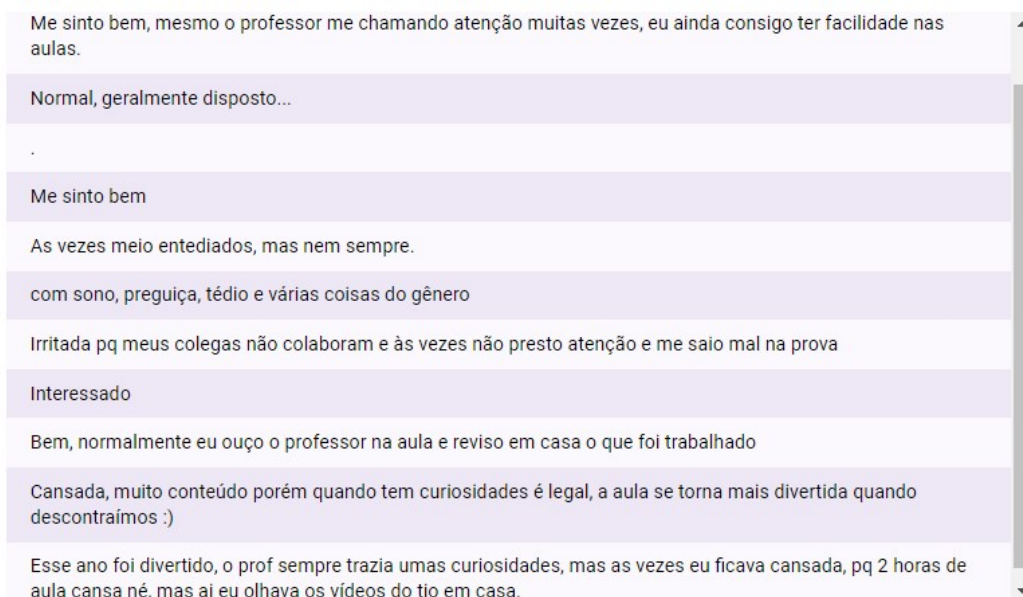 Me sinto bem, mesmo o professor me chamando atenção muitas vezes, eu ainda consigo ter facilidade nas
aulas.
Normal, geralmente disposto...
.
Me sinto bem
As vezes meio entediados, mas nem sempre.
com sono, preguiça, tédio e várias coisas do gênero
Irritada pq meus colegas não colaboram e às vezes não presto atenção e me saio mal na prova
Interessado
Bem, normalmente eu ouço o professor na aula e reviso em casa o que foi trabalhado
Cansada, muito conteúdo porém quando tem curiosidades é legal, a aula se torna mais divertida quando
descontraímos :)
Esse ano foi divertido, o prof sempre trazia umas curiosidades, mas as vezes eu ficava cansada, pq 2 horas de
aula cansa né, mas ai eu olhava os vídeos do tio em casa.